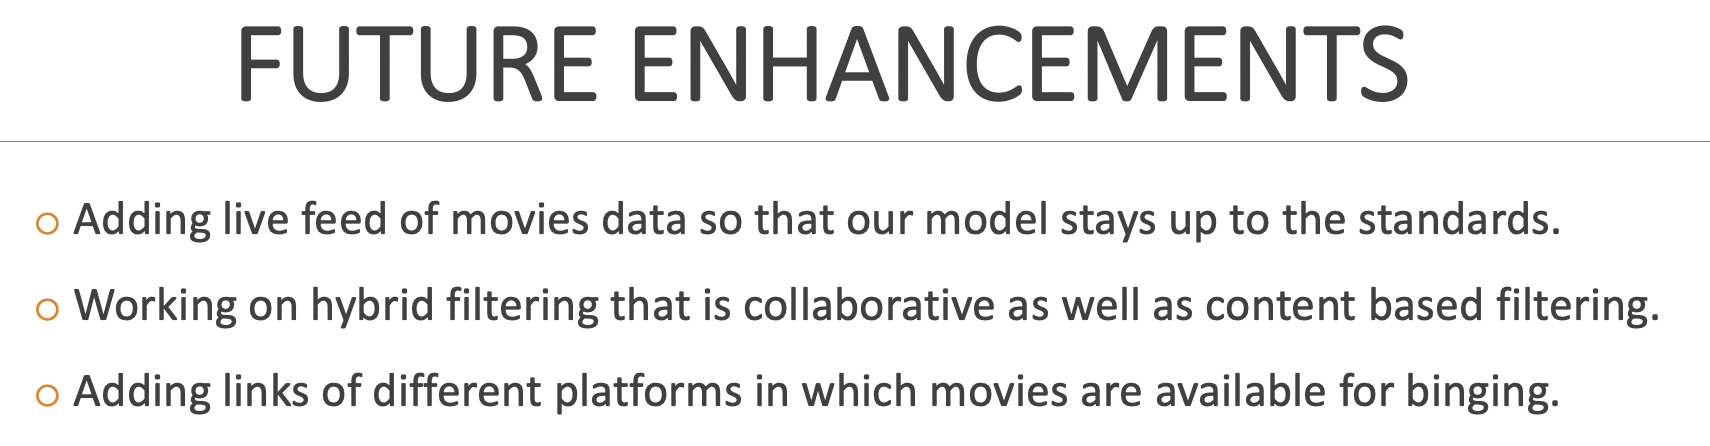 FUTURE ENHANCEMENTS
Adding live feed of movies data so that our model stays up to the standards.
Working on hybrid filtering that is collaborative as well as content based filtering.
Adding links of different platforms in which movies are available for binging.